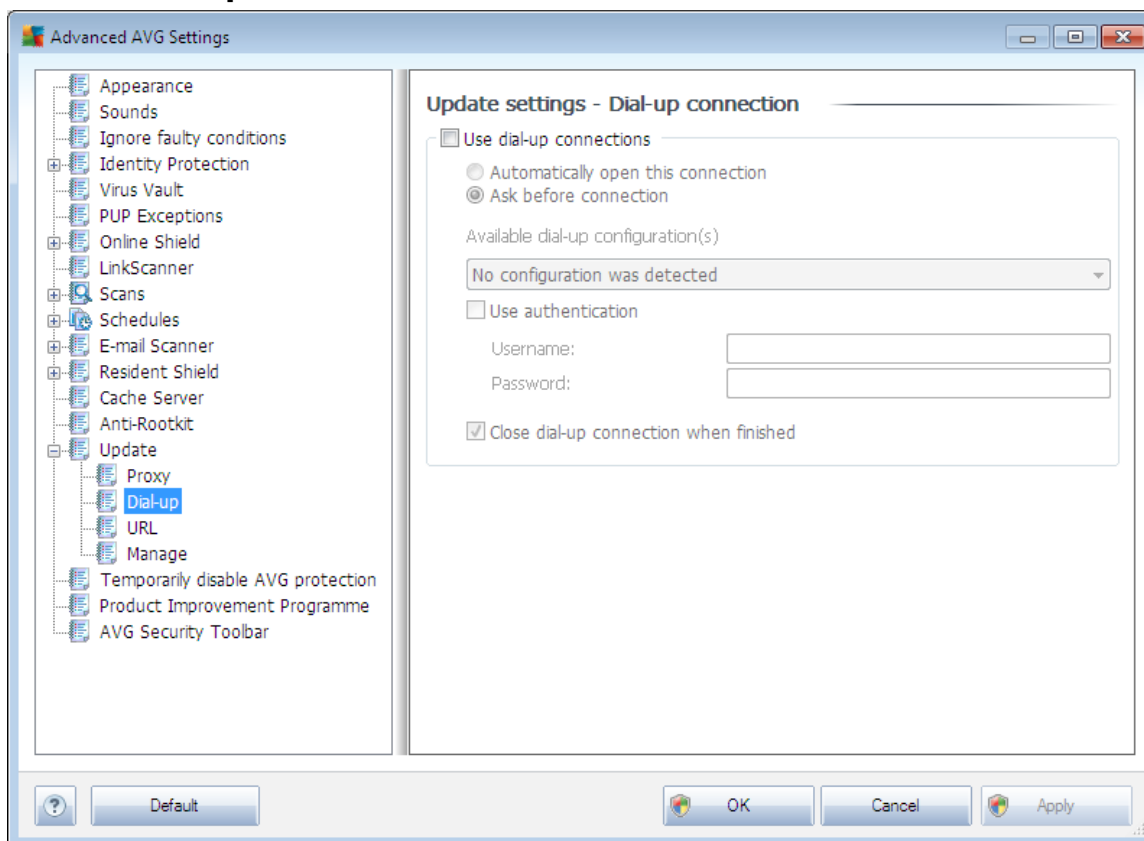 Advanced AVG Settings
Appearance
Sounds
Ignore faulty conditions
Identity Protection
Virus Vault
PUP Exceptions
Online Shield
LinkScanner
Scans
Schedules
E-mail Scanner
Resident Shield
Cache Server
Anti-Rootkit
Update
Proxy
Dial-up
URL
Manage
Temporarily disable AVG protection
Product Improvement Programme
AVG Security Toolbar
Update settings - Dial-up connection
Use dial-up connections
Automatically open this connection
Ask before connection
Available dial-up configuration(s)
No configuration was detected
Use authentication
Username:
Password:
Close dial-up connection when finished
? Default OK Cancel Apply